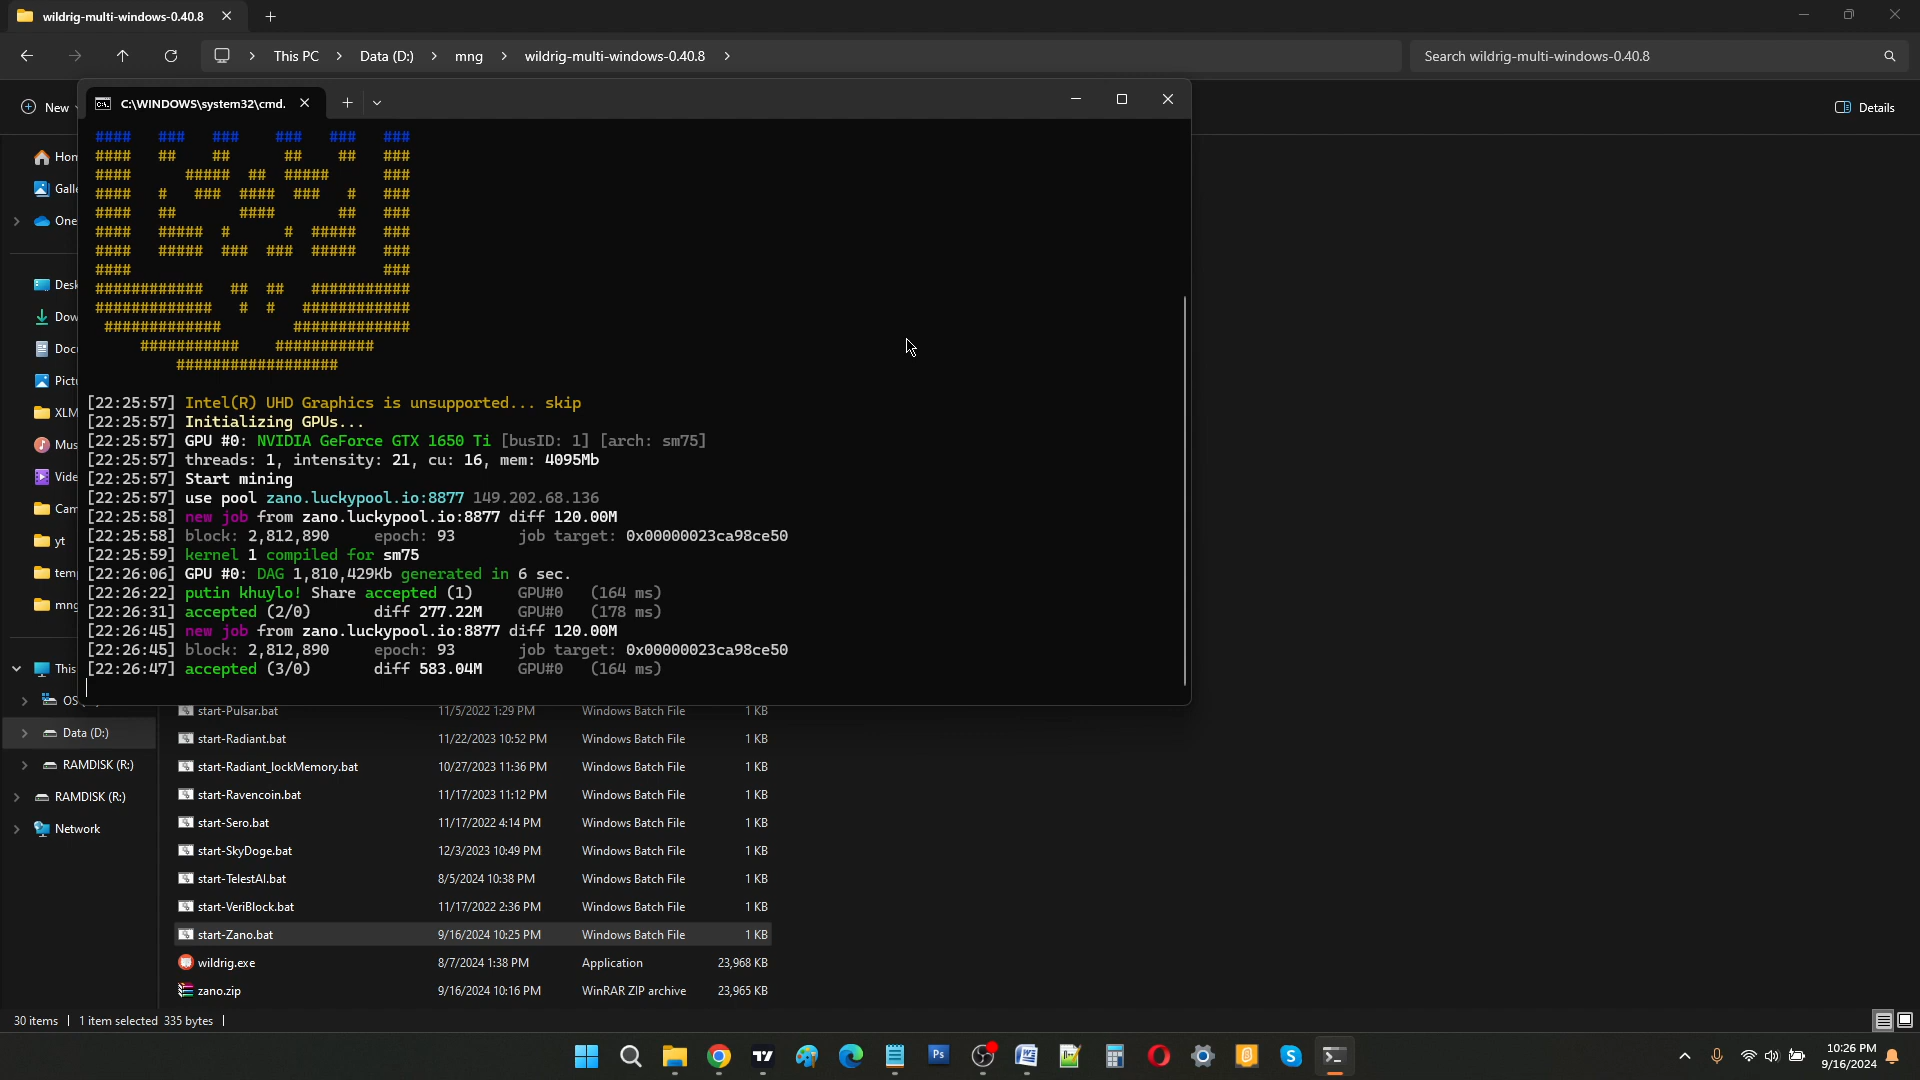 wildrig-multi-windows-0.40.8
This PC > Data (D:) > mng > wildrig-multi-windows-0.40.8 >
Search wildrig-multi-windows-0.40.8
New
C:\WINDOWS\system32\cmd.
Details
Hom
Galle
One
Desk
Dow
Doc
Pictu
XLM
Mus
Vide
Cam
yt
tem
mng
This
OS
Data (D:)
RAMDISK (R:)
RAMDISK (R:)
Network
####   ###   ###    ###   ###   ###
####   ##    ##      ##    ##   ###
####      #####  ##  #####      ###
####   #   ###  ####  ###   #   ###
####   ##       ####       ##   ###
####   #####  #      #  #####   ###
####   #####  ###  ###  #####   ###
####                            ###
############   ##  ##   ###########
#############   #  #   ############
#############        #############
###########    ###########
##################
[22:25:57] Intel(R) UHD Graphics is unsupported... skip
[22:25:57] Initializing GPUs...
[22:25:57] GPU #0: NVIDIA GeForce GTX 1650 Ti [busID: 1] [arch: sm75]
[22:25:57] threads: 1, intensity: 21, cu: 16, mem: 4095Mb
[22:25:57] Start mining
[22:25:57] use pool zano.luckypool.io:8877 149.202.68.136
[22:25:58] new job from zano.luckypool.io:8877 diff 120.00M
[22:25:58] block: 2,812,890    epoch: 93    job target: 0x00000023ca98ce50
[22:25:59] kernel 1 compiled for sm75
[22:26:06] GPU #0: DAG 1,810,429Kb generated in 6 sec.
[22:26:22] putin khuylo! Share accepted (1)    GPU#0    (164 ms)
[22:26:31] accepted (2/0)    diff 277.22M    GPU#0    (178 ms)
[22:26:45] new job from zano.luckypool.io:8877 diff 120.00M
[22:26:45] block: 2,812,890    epoch: 93    job target: 0x00000023ca98ce50
[22:26:47] accepted (3/0)    diff 583.04M    GPU#0    (164 ms)
start-Pulsar.bat 11/5/2022 1:29 PM Windows Batch File 1 KB
start-Radiant.bat 11/22/2023 10:52 PM Windows Batch File 1 KB
start-Radiant_lockMemory.bat 10/27/2023 11:36 PM Windows Batch File 1 KB
start-Ravencoin.bat 11/17/2023 11:12 PM Windows Batch File 1 KB
start-Sero.bat 11/17/2022 4:14 PM Windows Batch File 1 KB
start-SkyDoge.bat 12/3/2023 10:49 PM Windows Batch File 1 KB
start-TelestAI.bat 8/5/2024 10:38 PM Windows Batch File 1 KB
start-VeriBlock.bat 11/17/2022 2:36 PM Windows Batch File 1 KB
start-Zano.bat 9/16/2024 10:25 PM Windows Batch File 1 KB
wildrig.exe 8/7/2024 1:38 PM Application 23,968 KB
zano.zip 9/16/2024 10:16 PM WinRAR ZIP archive 23,965 KB
30 items | 1 item selected 335 bytes |
Ps
10:26 PM
9/16/2024